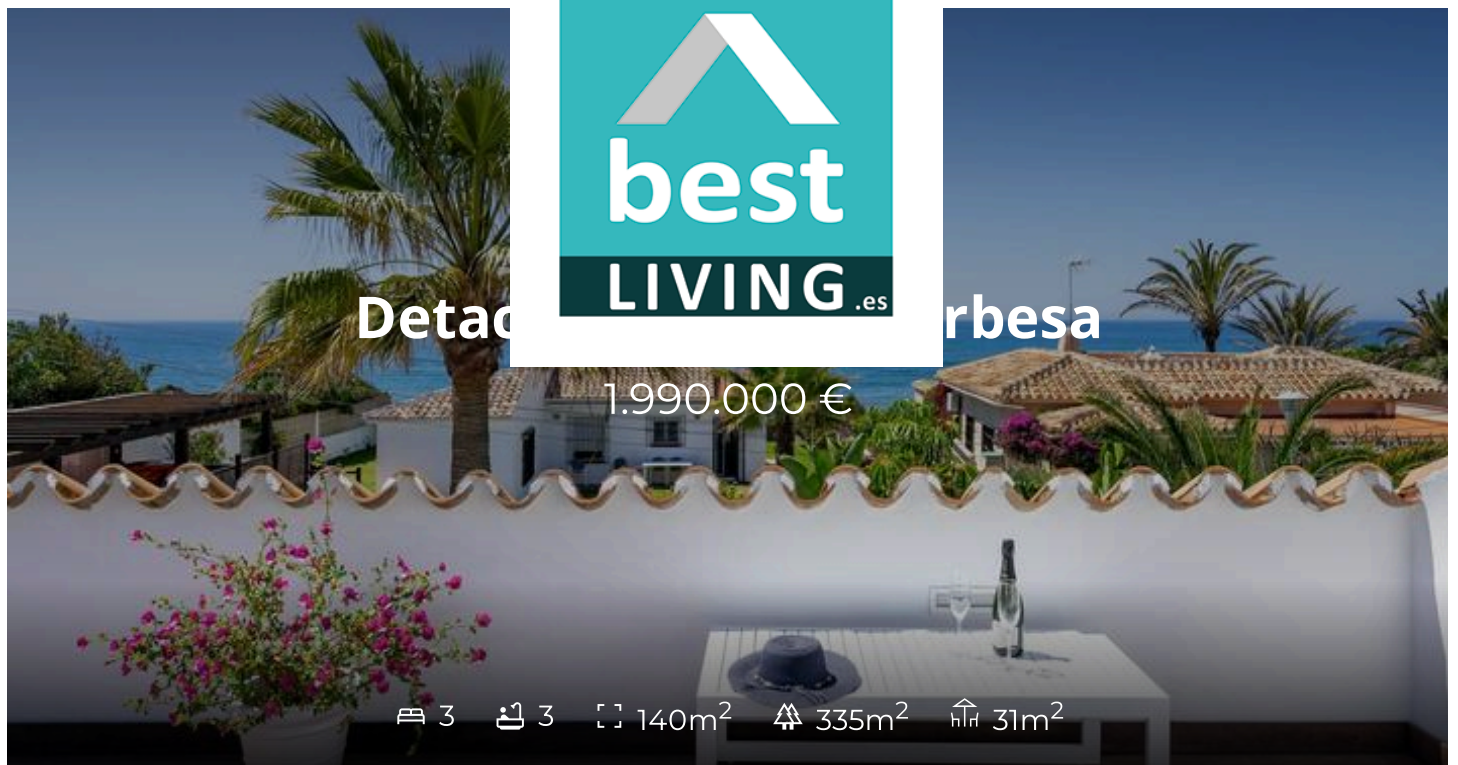 best
LIVING.es
Detac rbesa
1.990.000 €
3 3 140m² 335m² 31m²